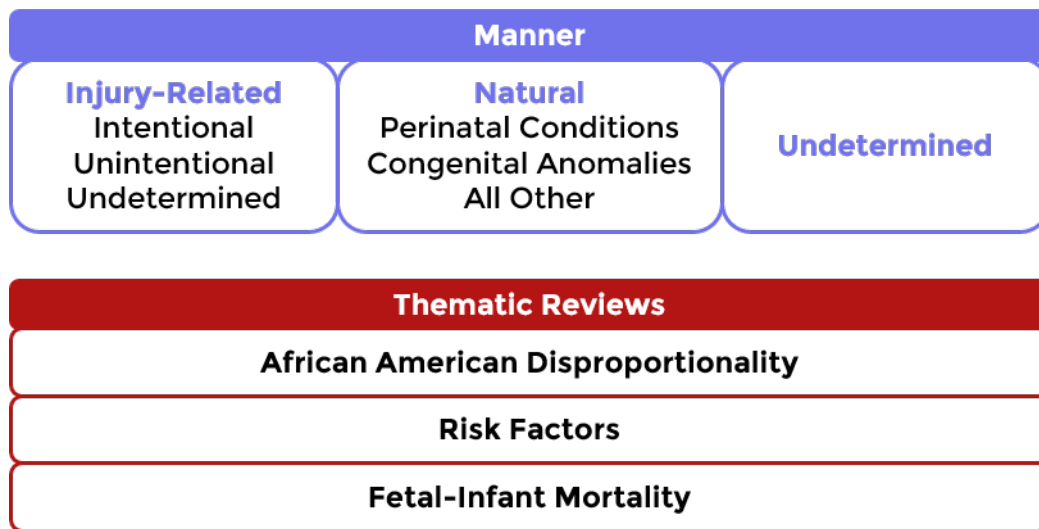 Manner
Injury-Related
Intentional
Unintentional
Undetermined
Natural
Perinatal Conditions
Congenital Anomalies
All Other
Undetermined
Thematic Reviews
African American Disproportionality
Risk Factors
Fetal-Infant Mortality